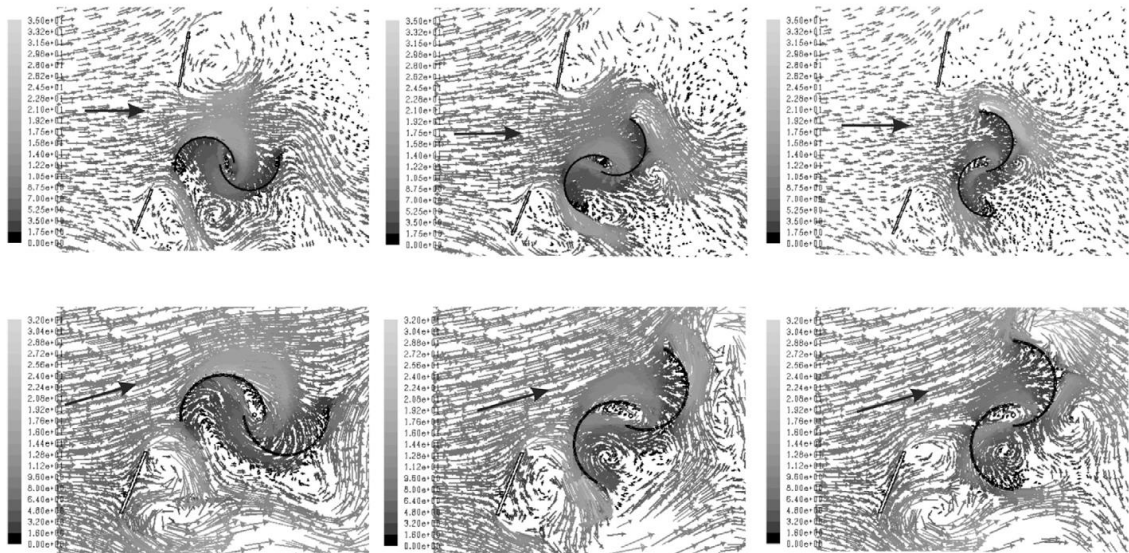 3.50e+01
3.32e+01
3.15e+01
2.98e+01
2.80e+01
2.62e+01
2.45e+01
2.28e+01
2.10e+01
1.92e+01
1.75e+01
1.58e+01
1.40e+01
1.22e+01
1.05e+01
8.75e+00
7.00e+00
5.25e+00
3.50e+00
1.75e+00
0.00e+00
3.50e+01
3.32e+01
3.15e+01
2.98e+01
2.80e+01
2.62e+01
2.45e+01
2.28e+01
2.10e+01
1.92e+01
1.75e+01
1.58e+01
1.40e+01
1.22e+01
1.05e+01
8.75e+00
7.00e+00
5.25e+00
3.50e+00
1.75e+00
0.00e+00
3.50e+01
3.32e+01
3.15e+01
2.98e+01
2.80e+01
2.62e+01
2.45e+01
2.28e+01
2.10e+01
1.92e+01
1.75e+01
1.58e+01
1.40e+01
1.22e+01
1.05e+01
8.75e+00
7.00e+00
5.25e+00
3.50e+00
1.75e+00
0.00e+00
3.20e+01
3.04e+01
2.88e+01
2.72e+01
2.56e+01
2.40e+01
2.24e+01
2.08e+01
1.92e+01
1.76e+01
1.60e+01
1.44e+01
1.28e+01
1.12e+01
9.60e+00
8.00e+00
6.40e+00
4.80e+00
3.20e+00
1.60e+00
0.00e+00
3.20e+01
3.04e+01
2.88e+01
2.72e+01
2.56e+01
2.40e+01
2.24e+01
2.08e+01
1.92e+01
1.76e+01
1.60e+01
1.44e+01
1.28e+01
1.12e+01
9.60e+00
8.00e+00
6.40e+00
4.80e+00
3.20e+00
1.60e+00
0.00e+00
3.20e+01
3.04e+01
2.88e+01
2.72e+01
2.56e+01
2.40e+01
2.24e+01
2.08e+01
1.92e+01
1.76e+01
1.60e+01
1.44e+01
1.28e+01
1.12e+01
9.60e+00
8.00e+00
6.40e+00
4.80e+00
3.20e+00
1.60e+00
0.00e+00